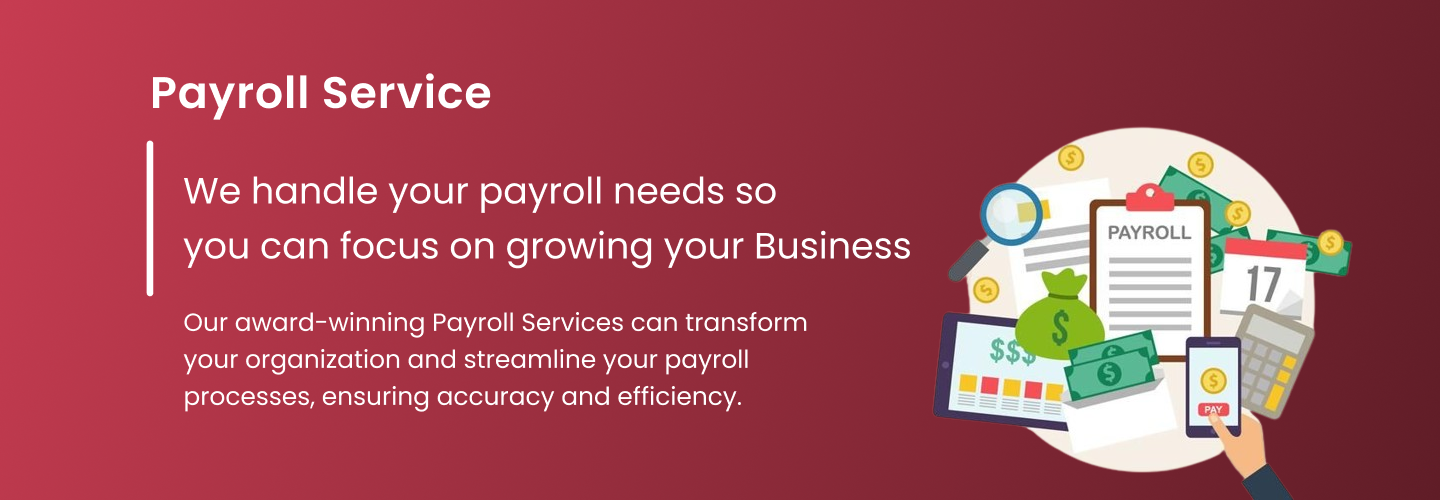 Payroll Service
We handle your payroll needs so
you can focus on growing your Business
Our award-winning Payroll Services can transform
your organization and streamline your payroll
processes, ensuring accuracy and efficiency.
PAYROLL
17
$
$$$
$
$
PAY